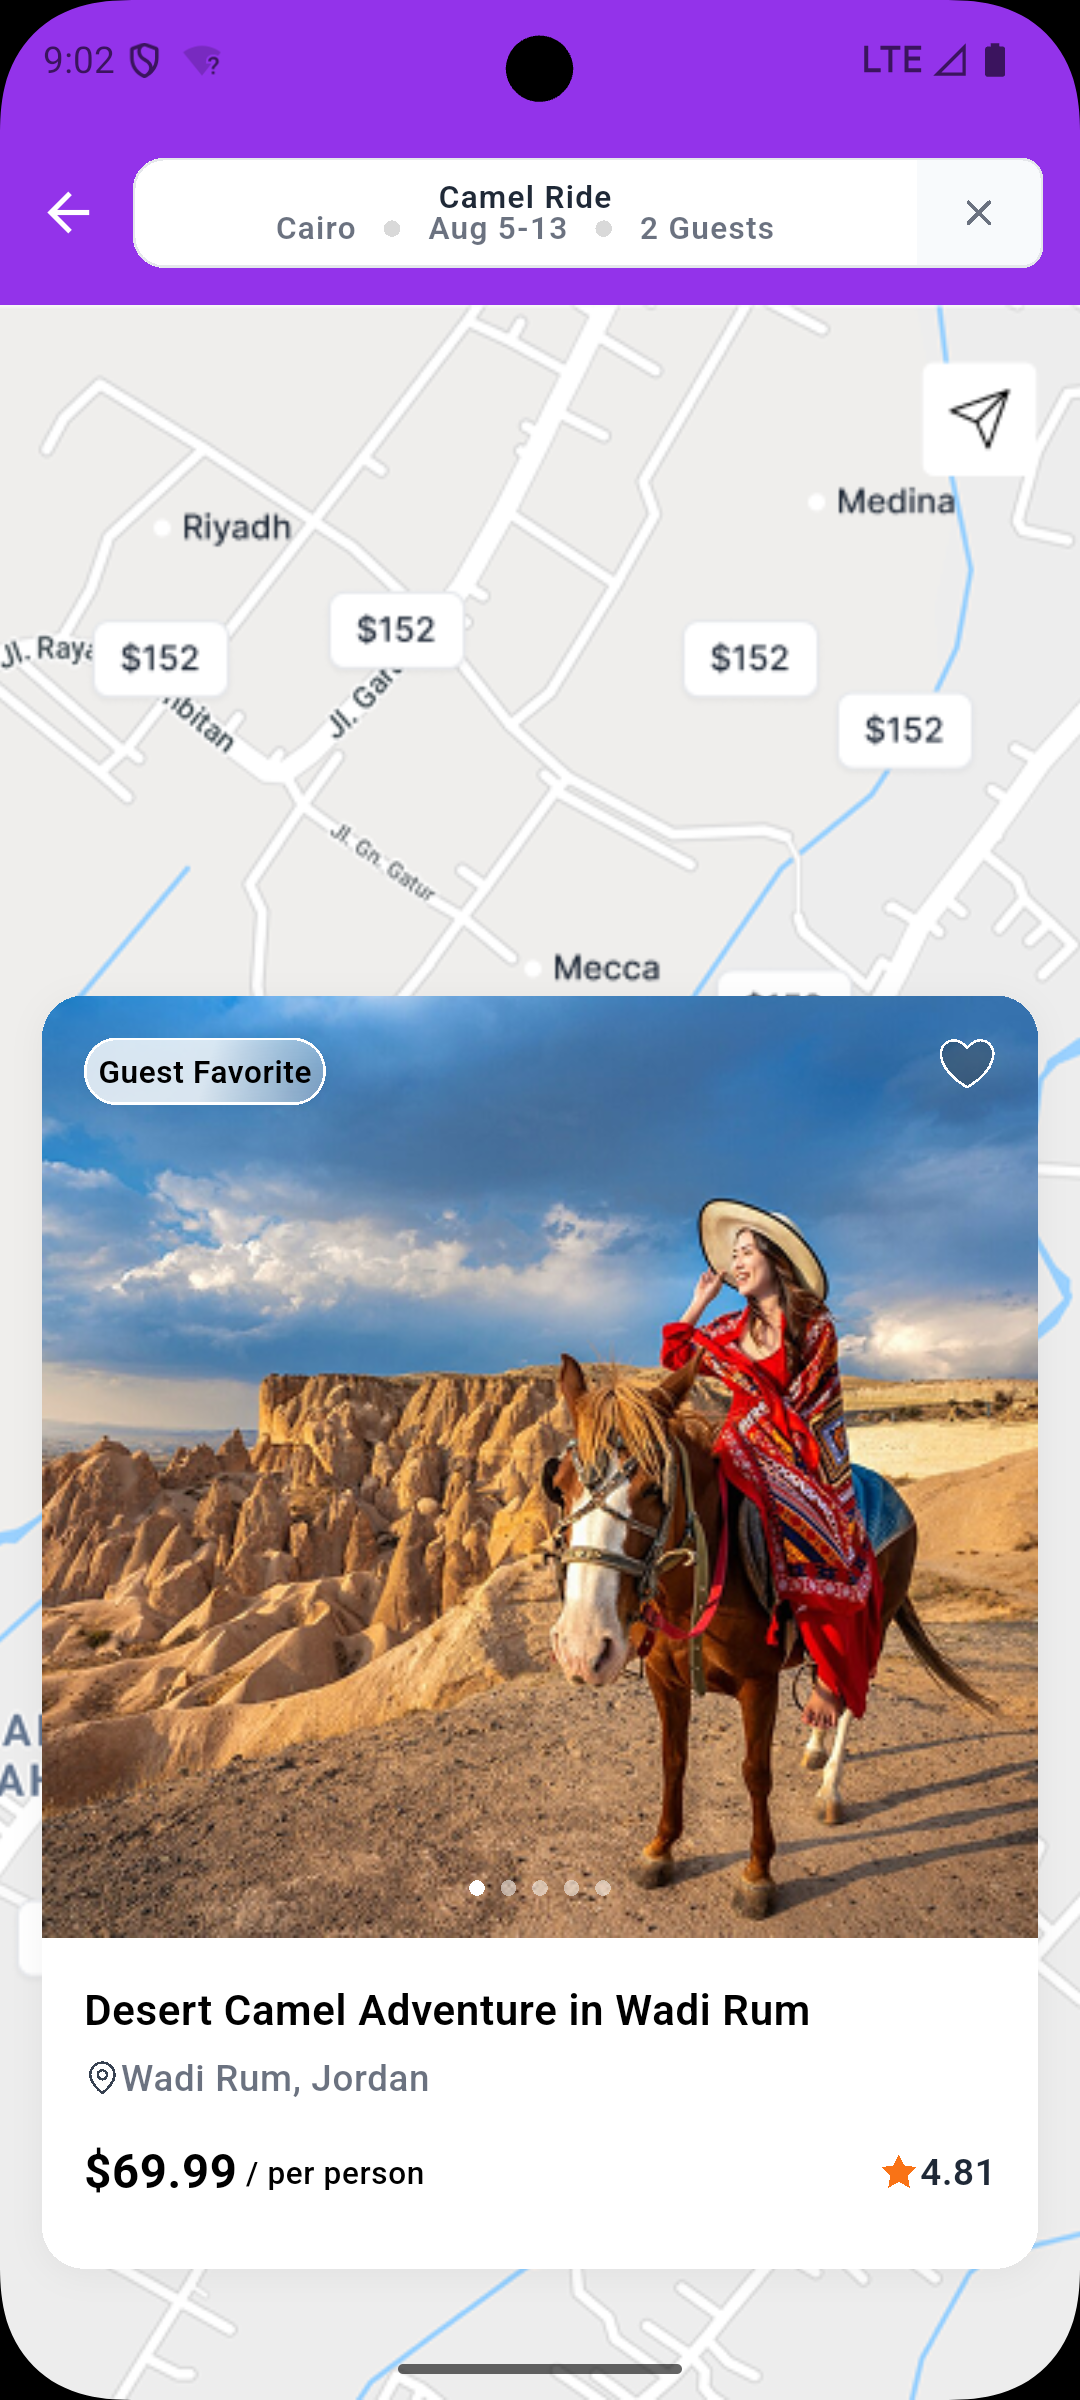 9:02
LTE
Camel Ride
Cairo Aug 5-13 2 Guests
Medina
Riyadh
$152
Jl. Raya
$152
$152
$152
Jl. Gn. Gatur
Mecca
Guest Favorite
Desert Camel Adventure in Wadi Rum
Wadi Rum, Jordan
$69.99 / per person
4.81